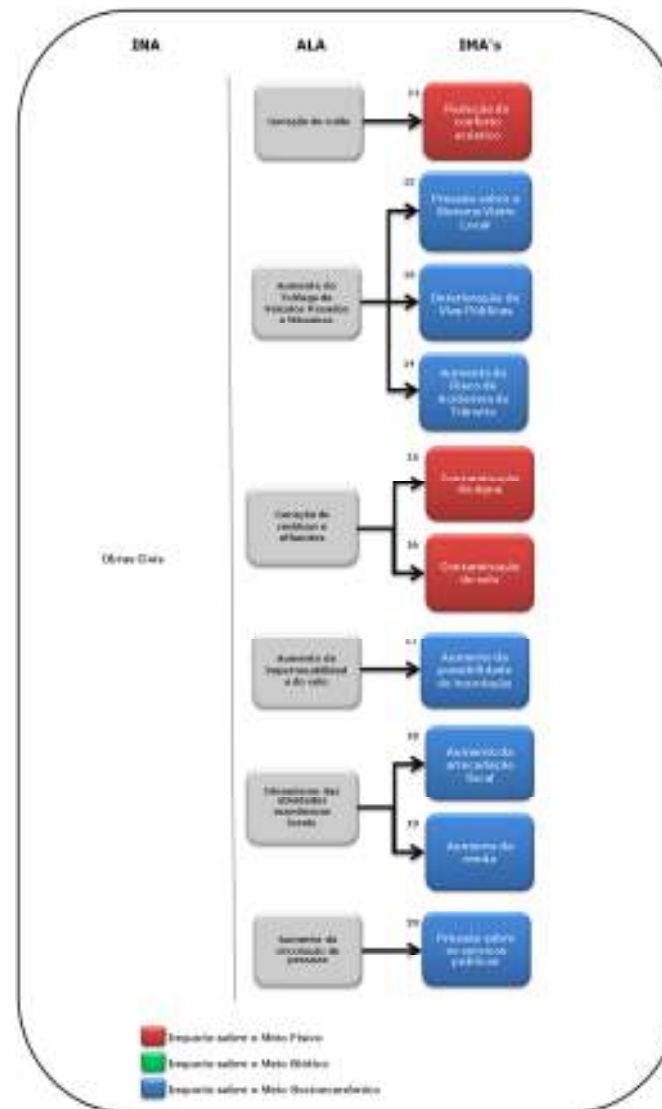 INA ALA IMA's
Geração de ruído
Redução do
conforto
acústico
Pressão sobre o
Sistema Viário
Local
Aumento do
Tráfego de
Veículos Pesados
e Máquinas
Deterioração de
Vias Públicas
Aumento do
Risco de
Acidentes de
Trânsito
Geração de
resíduos e
efluentes
Contaminação
da água
Contaminação
do solo
Obras Civis
Aumento da
Aumento da
possibilidade
de inundação
Dinamismo das
atividades
econômicas
locais
Aumento da
arrecadação
fiscal
Aumento da
renda
Aumento da
circulação de
pessoas
Pressão sobre
os serviços
públicos
Impacto sobre o Meio Físico
Impacto sobre o Meio Biótico
Impacto sobre o Meio Socioeconômico